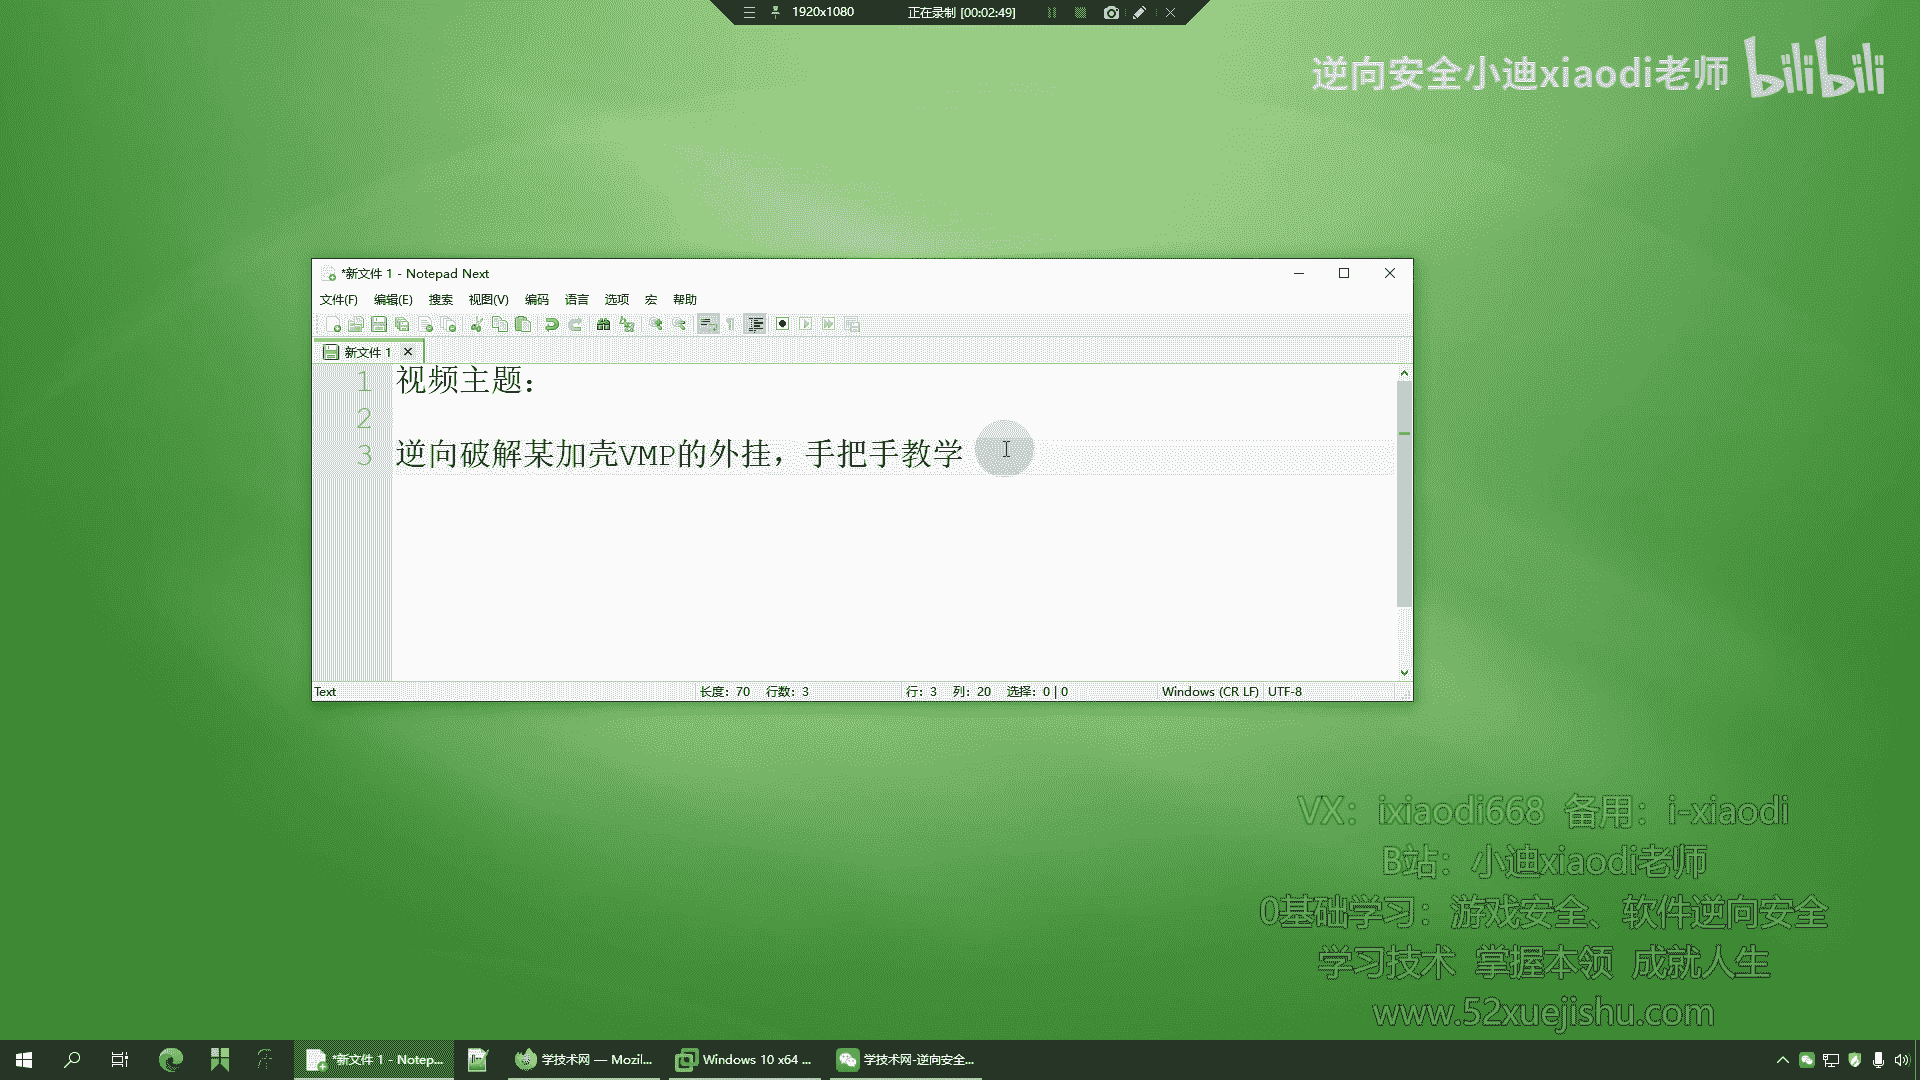 1920x1080 正在录制 [00:02:49]
逆向安全小迪xiaodi老师 bilibili
*新文件 1 - Notepad Next
文件(F) 编辑(E) 搜索 视图(V) 编码 语言 选项 宏 帮助
新文件 1
1 视频主题：
2
3 逆向破解某加壳VMP的外挂，手把手教学
Text 长度：70 行数：3 行：3 列：20 选择：0 | 0 Windows (CR LF) UTF-8
VX：ixiaodi668 备用：i-xiaodi
B站：小迪xiaodi老师
0基础学习：游戏安全、软件逆向安全
学习技术 掌握本领 成就人生
www.52xuejishu.com
*新文件 1 - Notep... 学技术网 — Mozil... Windows 10 x64 ... 学技术网-逆向安全...